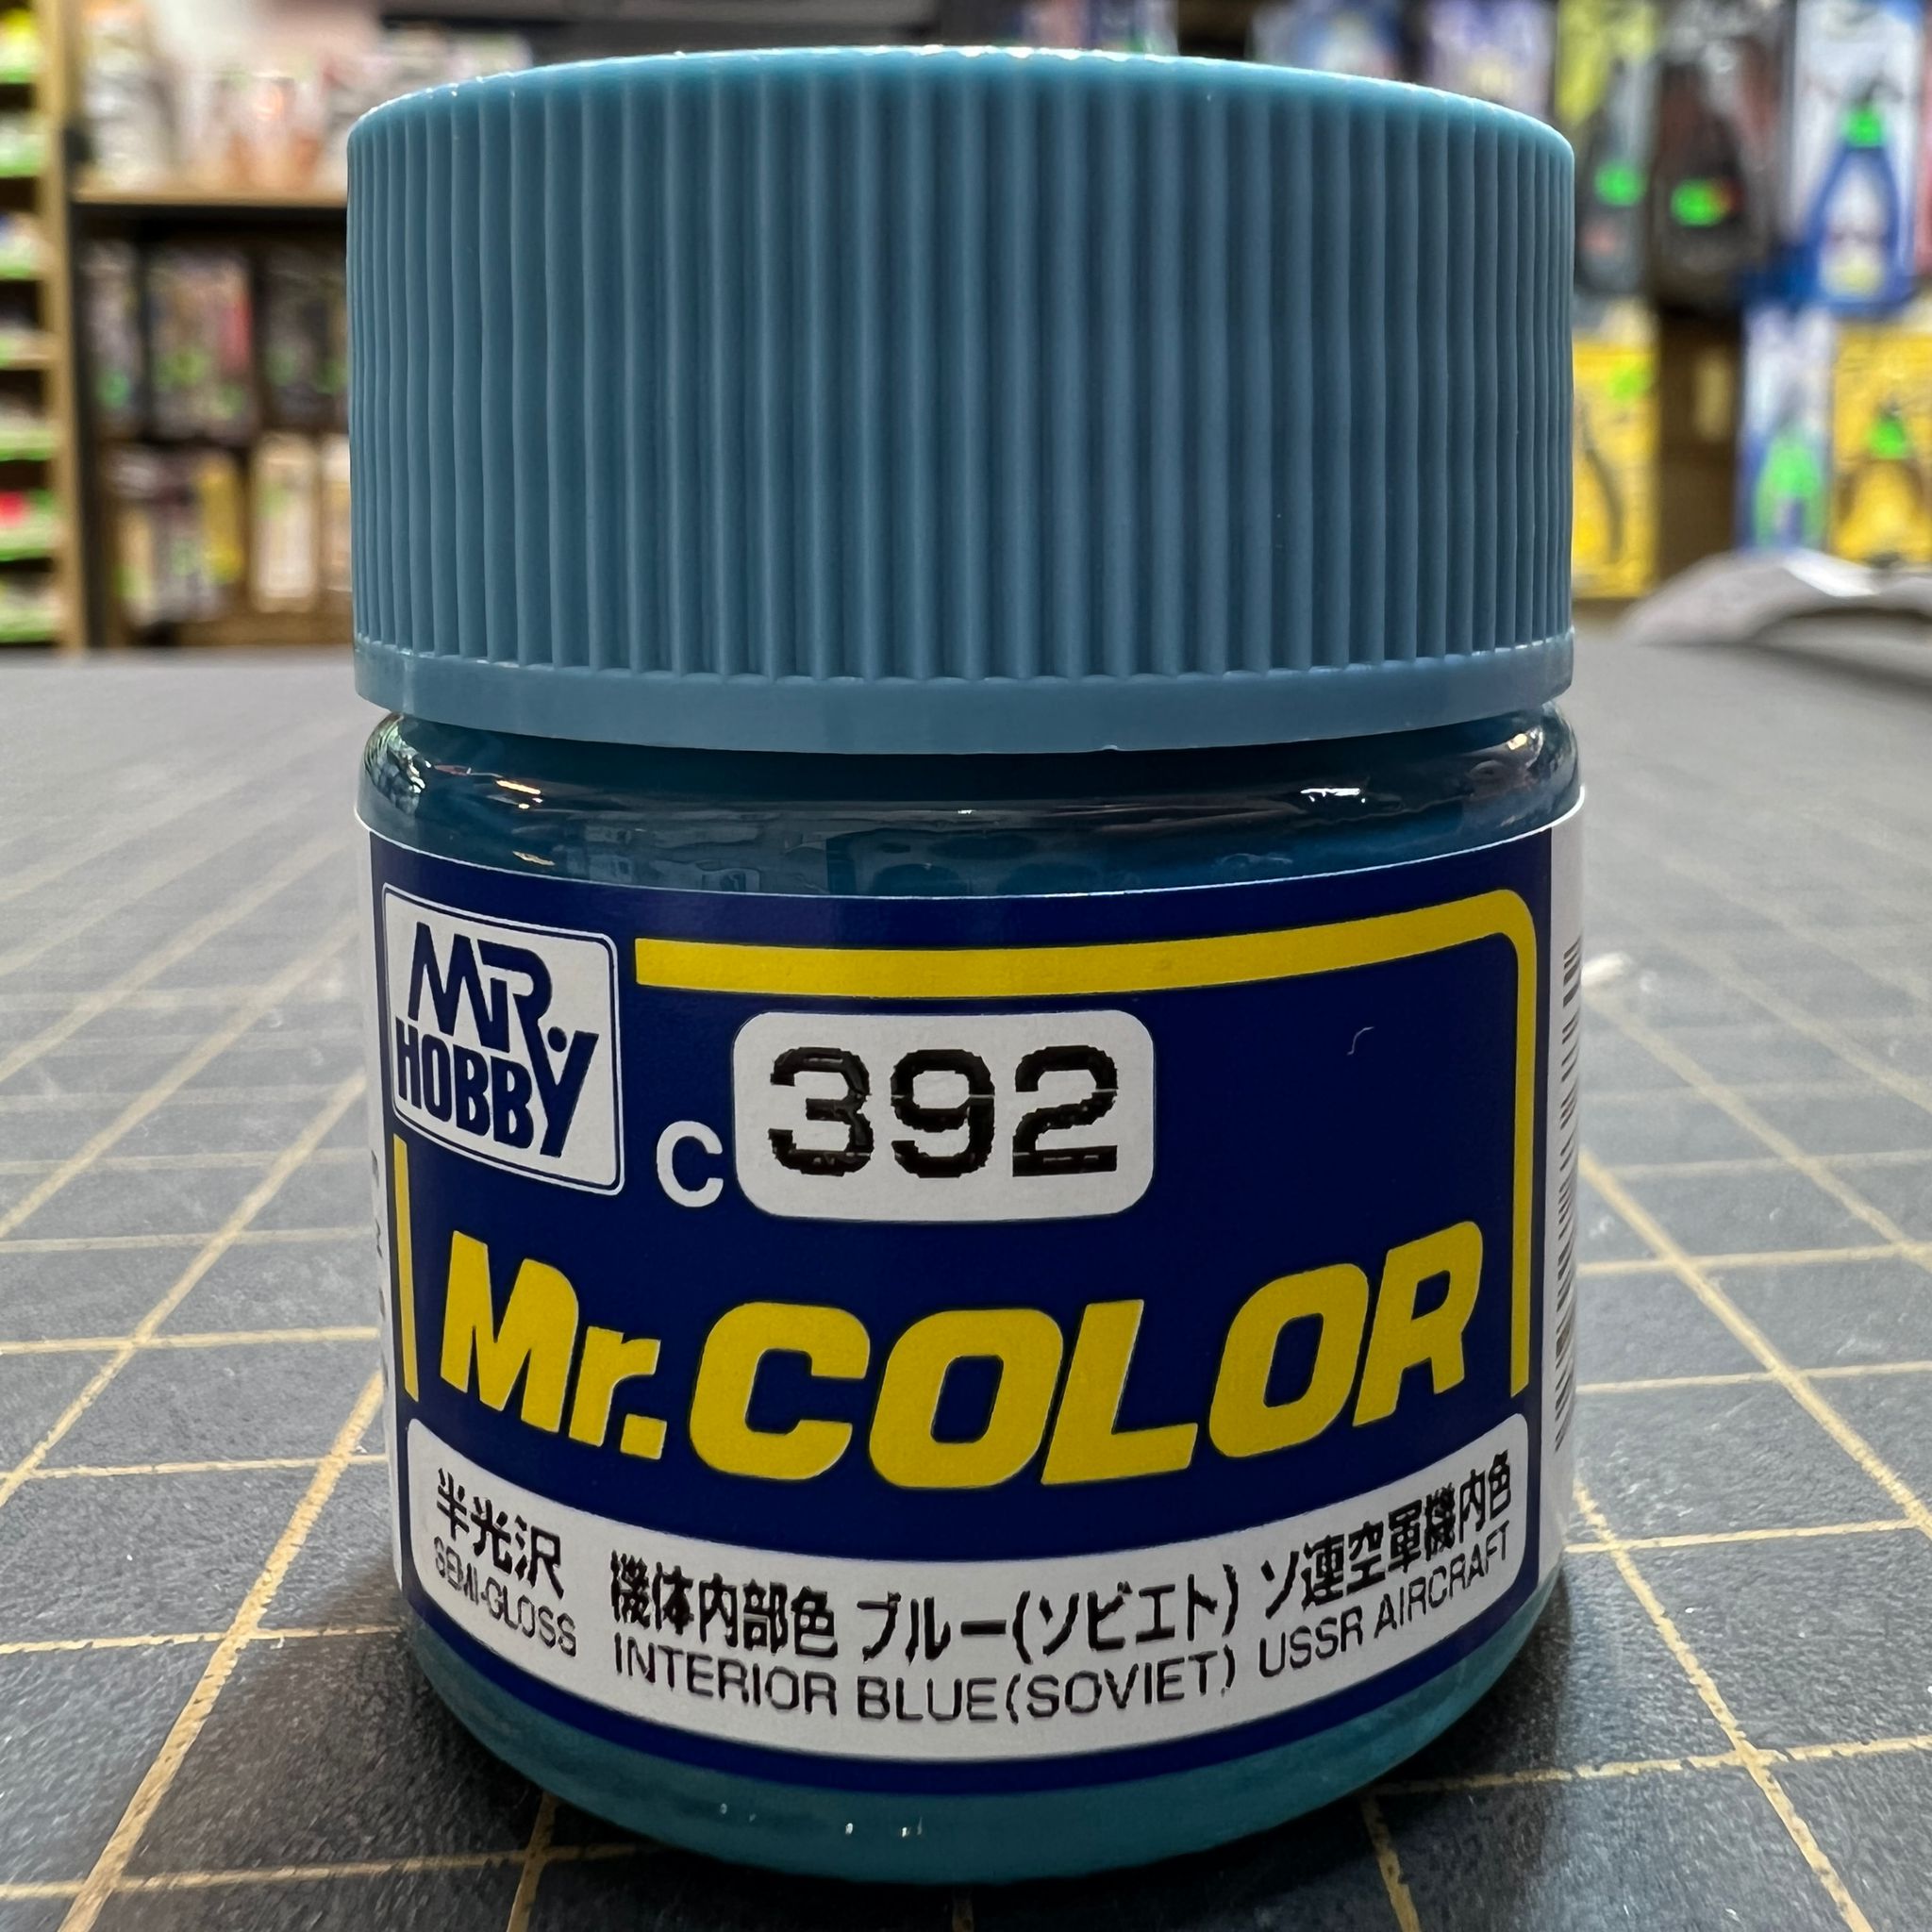 MR.
HOBBY
C 392
Mr.COLOR
半光沢 機体内部色 ブルー(ソビエト) ソ連空軍機内色
SEMI-GLOSS INTERIOR BLUE(SOVIET) USSR AIRCRAFT